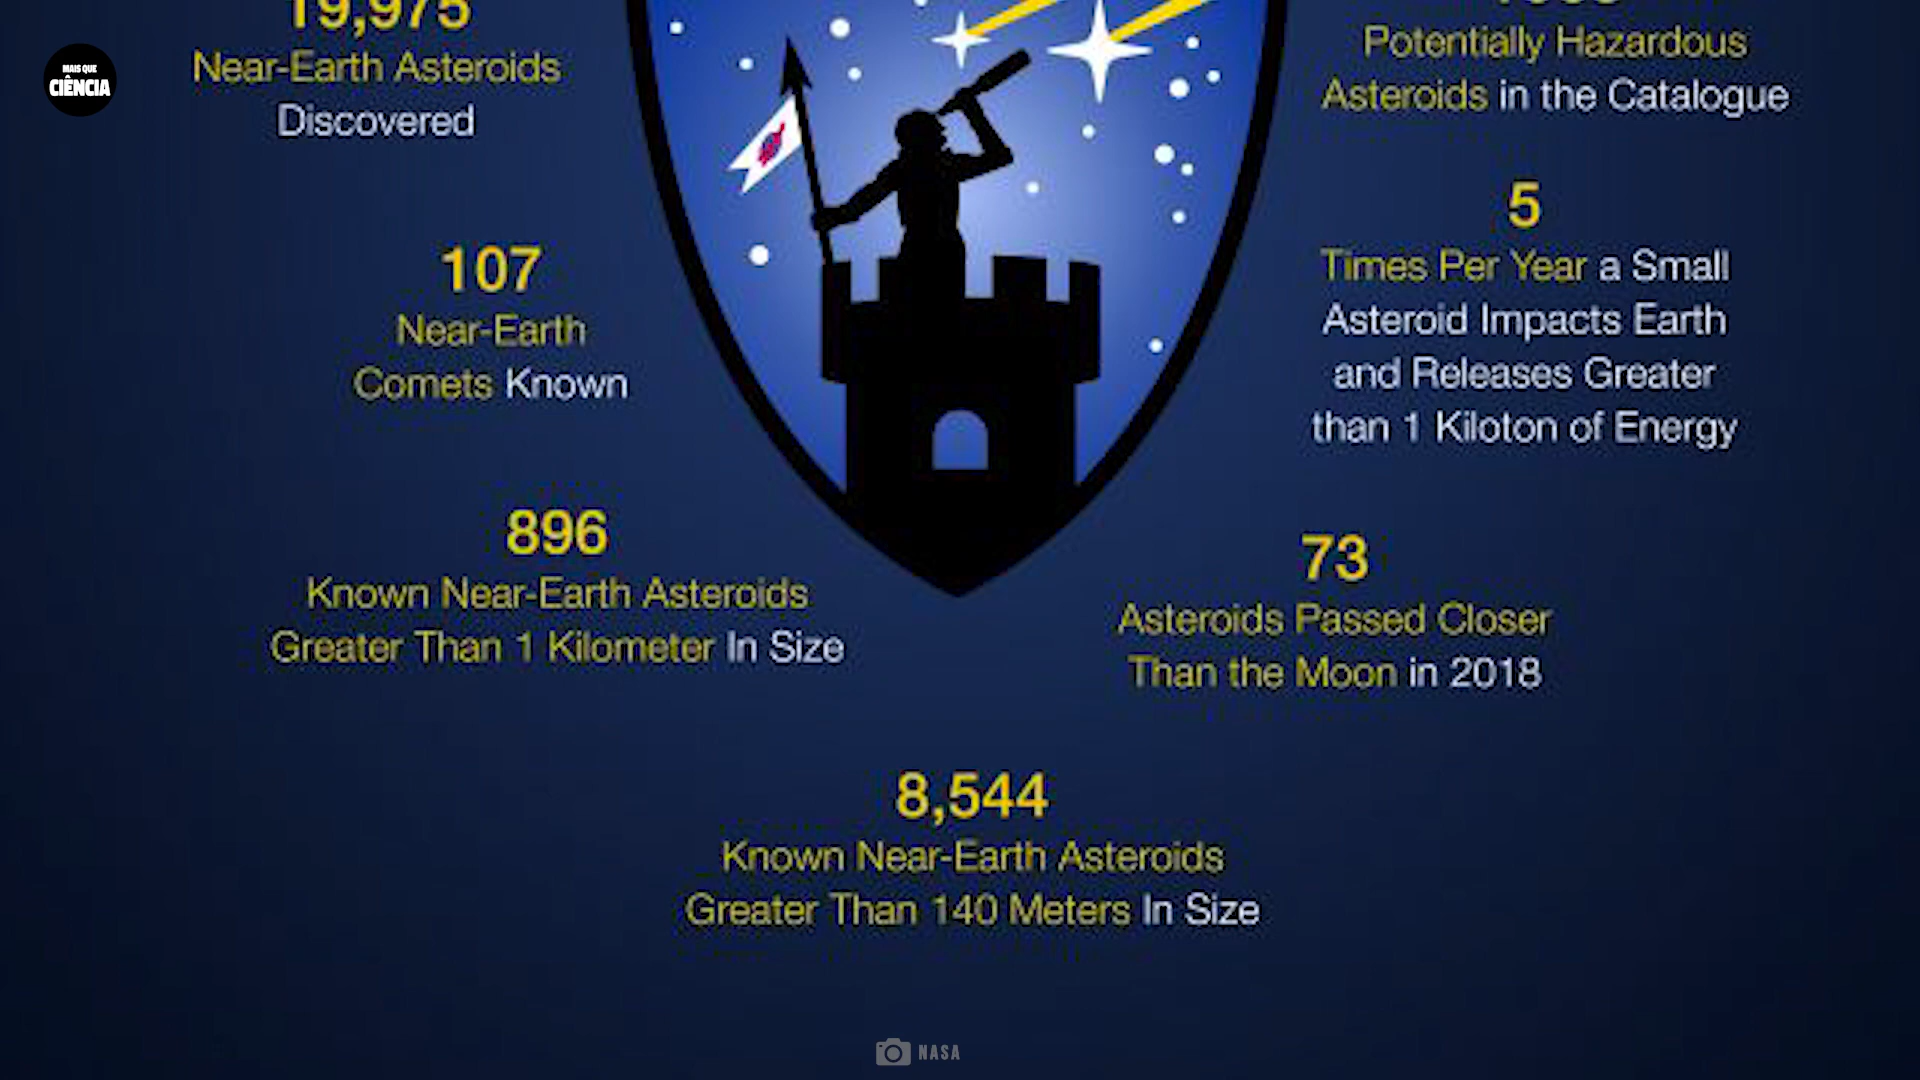 MAIS QUE
CIÊNCIA
19,975
Near-Earth Asteroids
Discovered
107
Near-Earth
Comets Known
896
Known Near-Earth Asteroids
Greater Than 1 Kilometer In Size
Potentially Hazardous
Asteroids in the Catalogue
5
Times Per Year a Small
Asteroid Impacts Earth
and Releases Greater
than 1 Kiloton of Energy
73
Asteroids Passed Closer
Than the Moon in 2018
8,544
Known Near-Earth Asteroids
Greater Than 140 Meters In Size
NASA